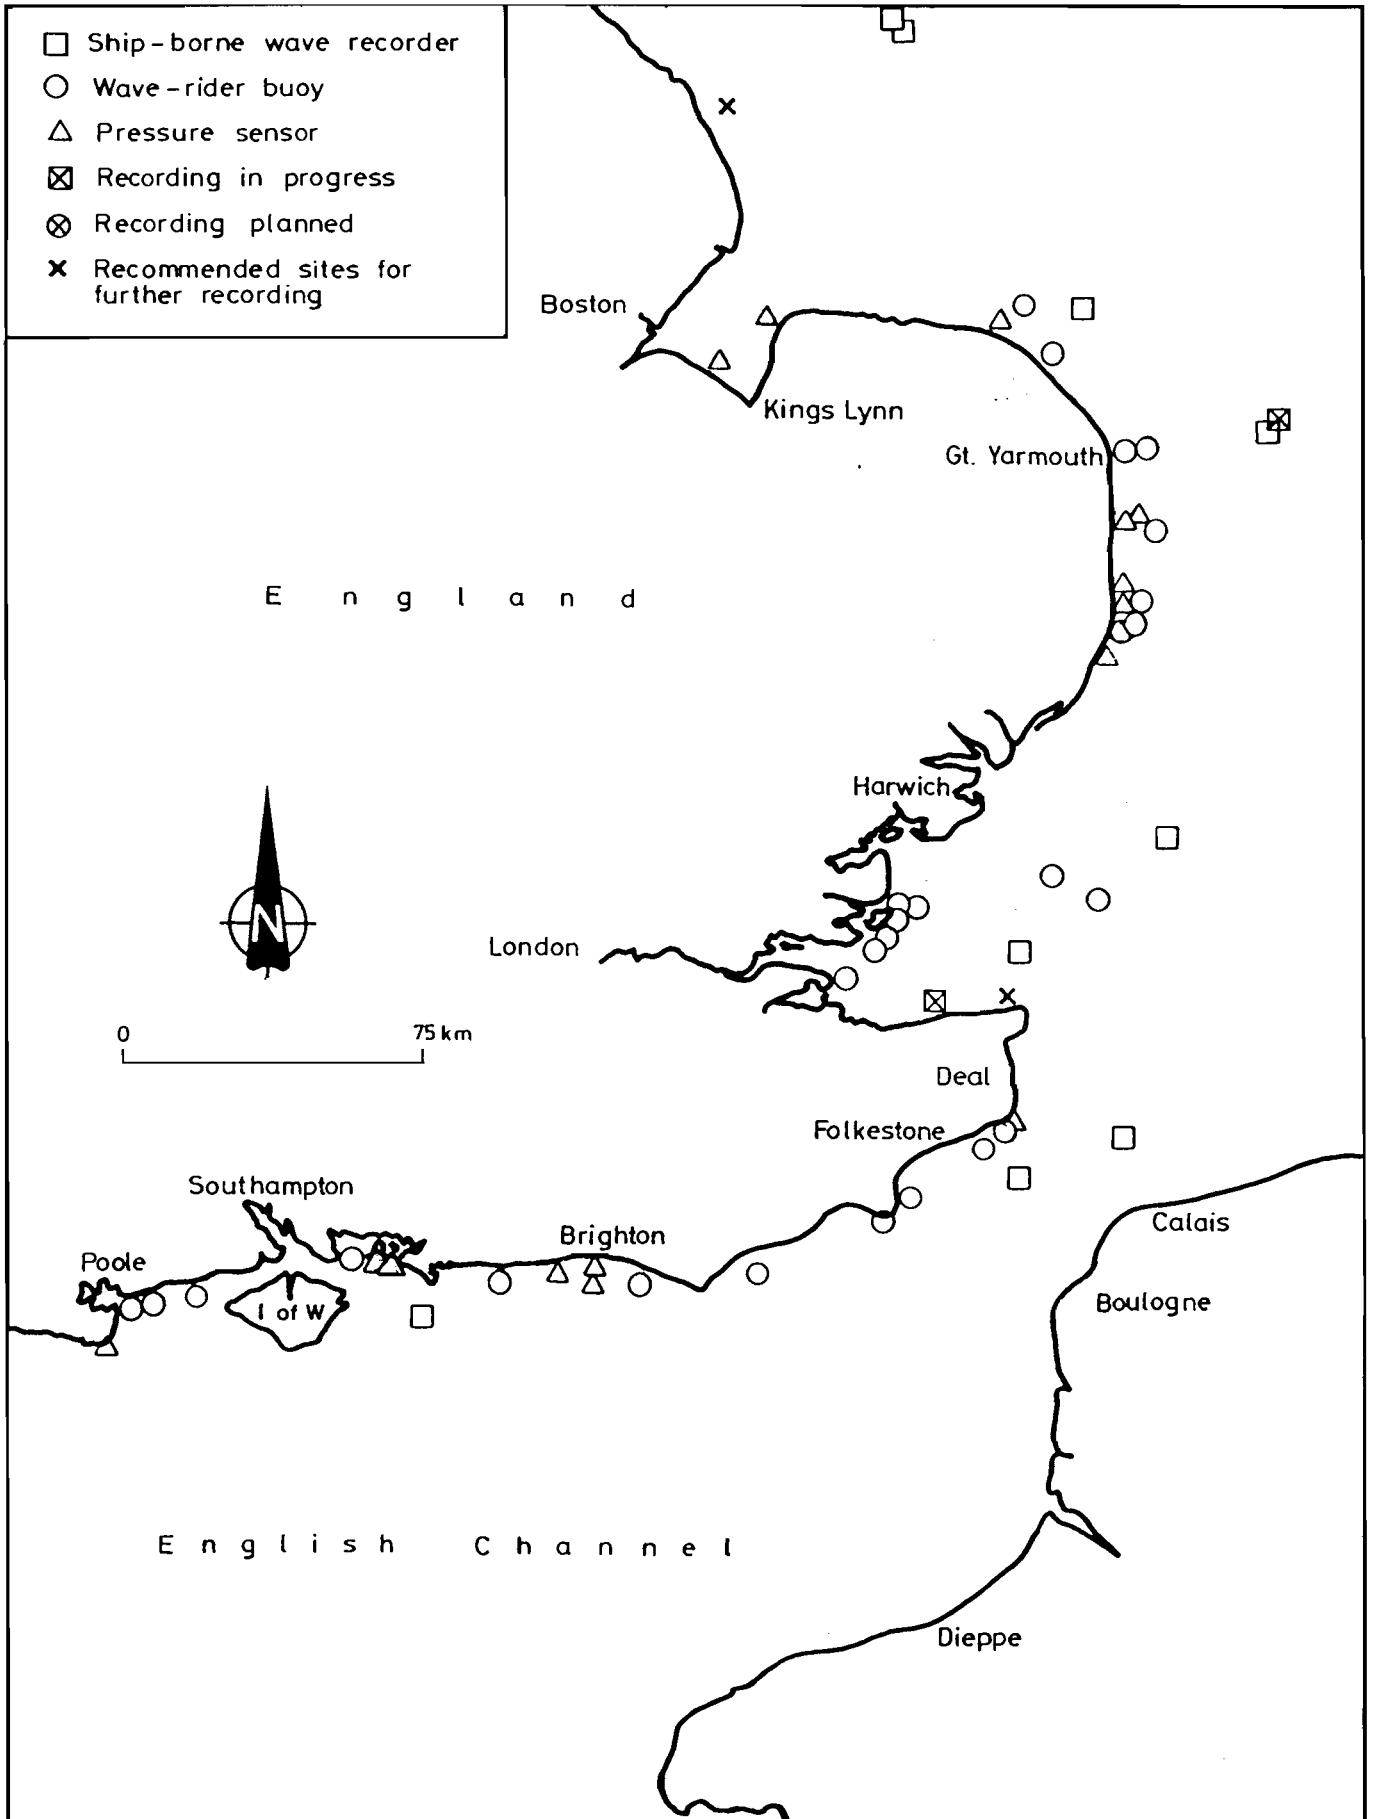 Ship-borne wave recorder
Wave-rider buoy
Pressure sensor
Recording in progress
Recording planned
Recommended sites for
further recording
Boston
Kings Lynn
Gt. Yarmouth
England
Harwich
N
London
0 75 km
Deal
Folkestone
Southampton
Calais
Brighton
Poole
I of W
Boulogne
English Channel
Dieppe